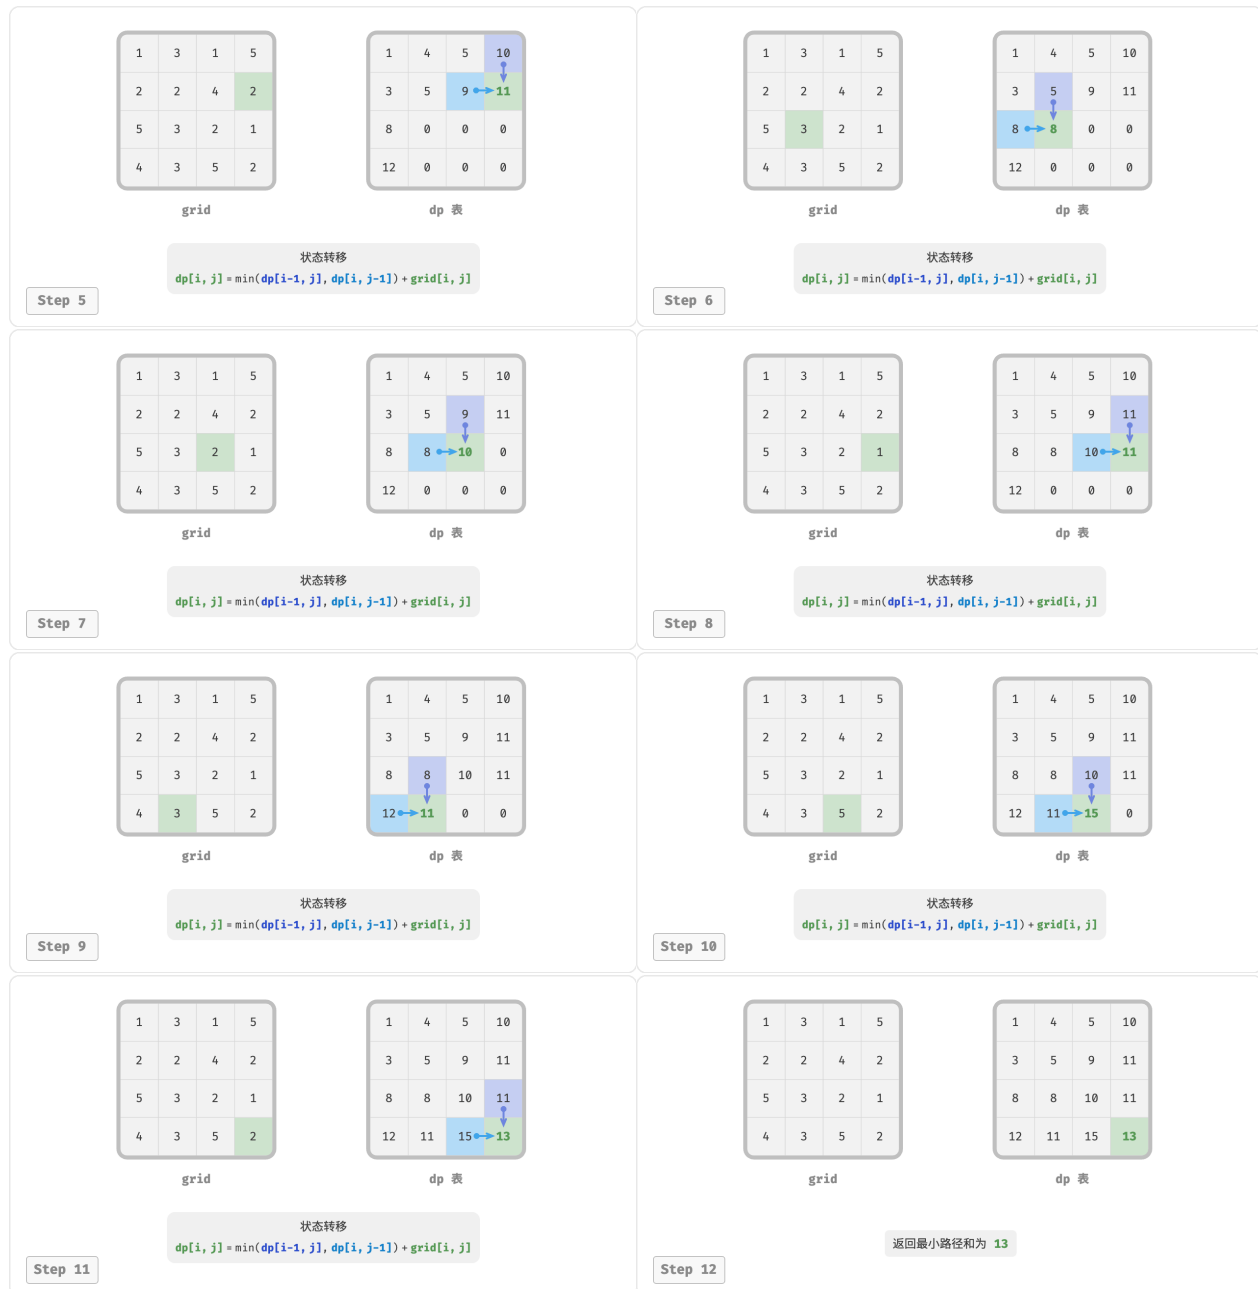 1 3 1 5
2 2 4 2
5 3 2 1
4 3 5 2
grid
1 4 5 10
3 5 9 11
8 0 0 0
12 0 0 0
dp 表
状态转移
dp[i, j] = min(dp[i-1, j], dp[i, j-1]) + grid[i, j]
Step 5
1 3 1 5
2 2 4 2
5 3 2 1
4 3 5 2
grid
1 4 5 10
3 5 9 11
8 8 0 0
12 0 0 0
dp 表
状态转移
dp[i, j] = min(dp[i-1, j], dp[i, j-1]) + grid[i, j]
Step 6
1 3 1 5
2 2 4 2
5 3 2 1
4 3 5 2
grid
1 4 5 10
3 5 9 11
8 8 10 0
12 0 0 0
dp 表
状态转移
dp[i, j] = min(dp[i-1, j], dp[i, j-1]) + grid[i, j]
Step 7
1 3 1 5
2 2 4 2
5 3 2 1
4 3 5 2
grid
1 4 5 10
3 5 9 11
8 8 10 11
12 0 0 0
dp 表
状态转移
dp[i, j] = min(dp[i-1, j], dp[i, j-1]) + grid[i, j]
Step 8
1 3 1 5
2 2 4 2
5 3 2 1
4 3 5 2
grid
1 4 5 10
3 5 9 11
8 8 10 11
12 11 0 0
dp 表
状态转移
dp[i, j] = min(dp[i-1, j], dp[i, j-1]) + grid[i, j]
Step 9
1 3 1 5
2 2 4 2
5 3 2 1
4 3 5 2
grid
1 4 5 10
3 5 9 11
8 8 10 11
12 11 15 0
dp 表
状态转移
dp[i, j] = min(dp[i-1, j], dp[i, j-1]) + grid[i, j]
Step 10
1 3 1 5
2 2 4 2
5 3 2 1
4 3 5 2
grid
1 4 5 10
3 5 9 11
8 8 10 11
12 11 15 13
dp 表
状态转移
dp[i, j] = min(dp[i-1, j], dp[i, j-1]) + grid[i, j]
Step 11
1 3 1 5
2 2 4 2
5 3 2 1
4 3 5 2
grid
1 4 5 10
3 5 9 11
8 8 10 11
12 11 15 13
dp 表
返回最小路径和为 13
Step 12